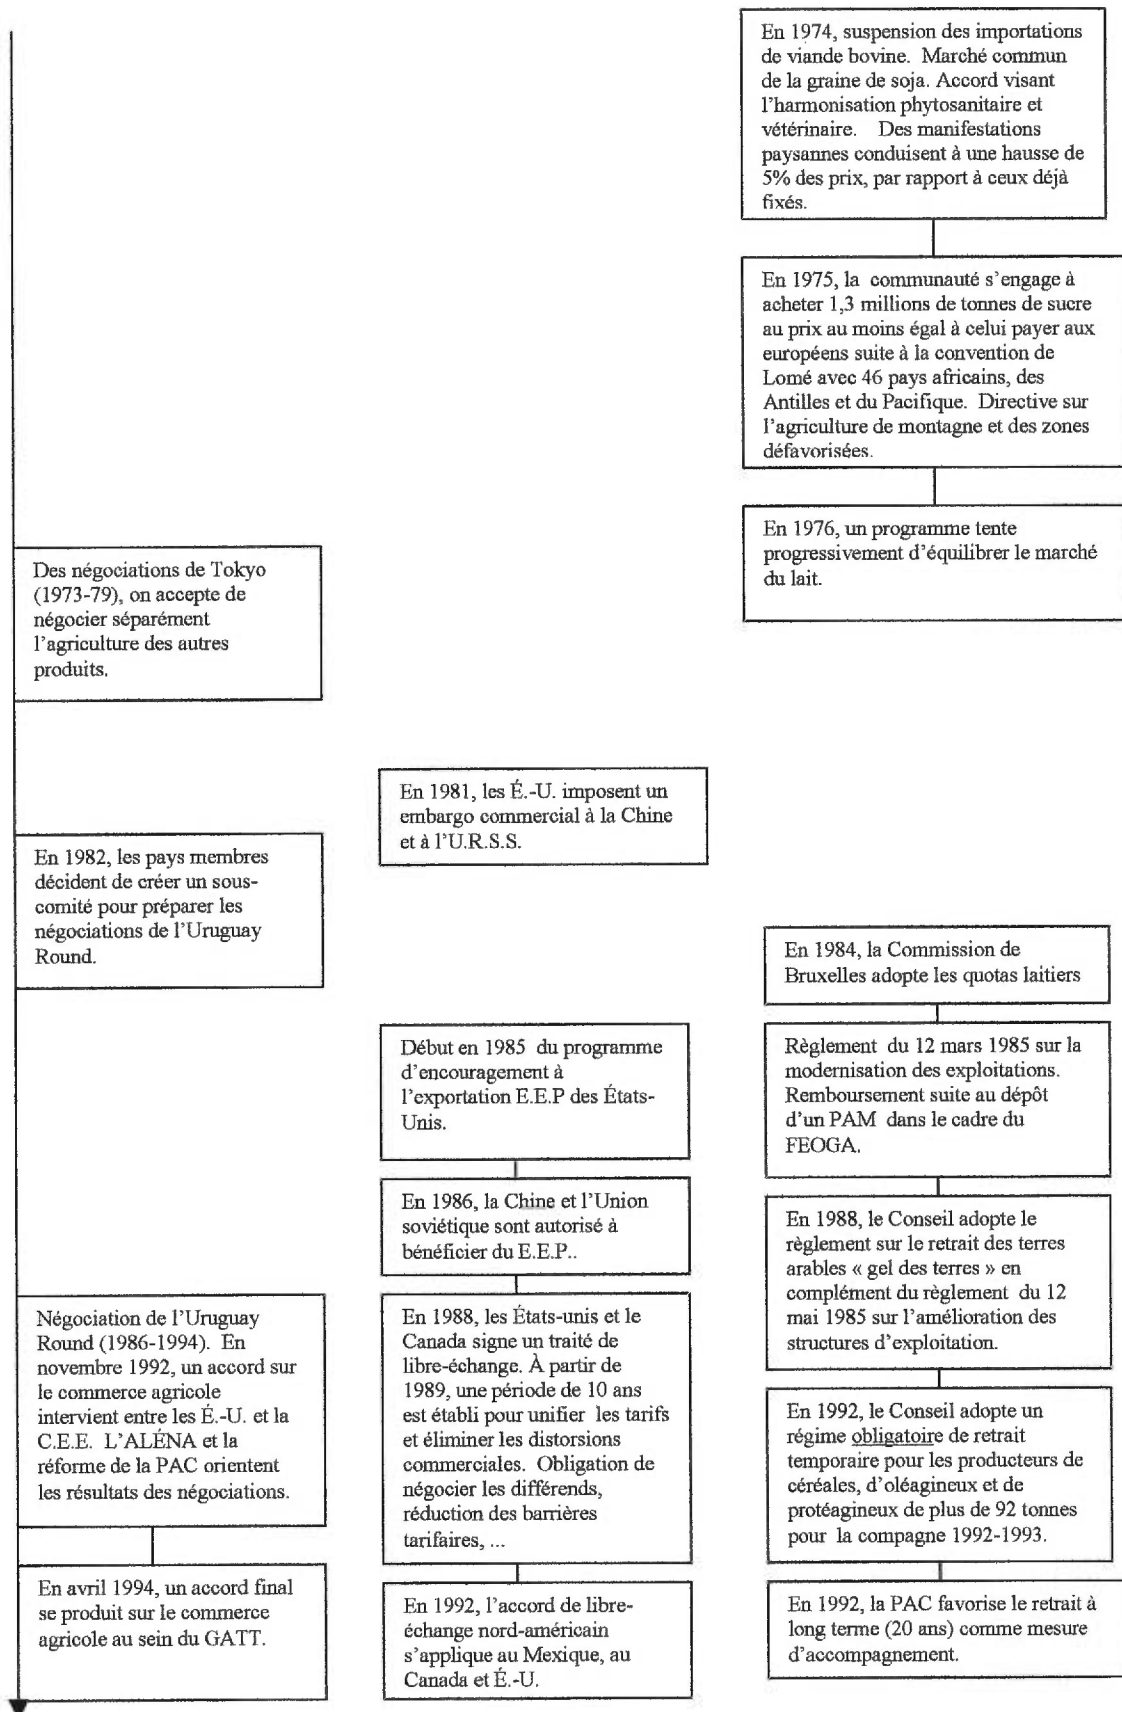 En 1974, suspension des importations
de viande bovine. Marché commun
de la graine de soja. Accord visant
l'harmonisation phytosanitaire et
vétérinaire. Des manifestations
paysannes conduisent à une hausse de
5% des prix, par rapport à ceux déjà
fixés.
En 1975, la communauté s'engage à
acheter 1,3 millions de tonnes de sucre
au prix au moins égal à celui payer aux
européens suite à la convention de
Lomé avec 46 pays africains, des
Antilles et du Pacifique. Directive sur
l'agriculture de montagne et des zones
défavorisées.
En 1976, un programme tente
progressivement d'équilibrer le marché
du lait.
Des négociations de Tokyo
(1973-79), on accepte de
négocier séparément
l'agriculture des autres
produits.
En 1981, les É.-U. imposent un
embargo commercial à la Chine
et à l'U.R.S.S.
En 1982, les pays membres
décident de créer un sous-
comité pour préparer les
négociations de l'Uruguay
Round.
En 1984, la Commission de
Bruxelles adopte les quotas laitiers
Début en 1985 du programme
d'encouragement à
l'exportation E.E.P des États-
Unis.
Règlement du 12 mars 1985 sur la
modernisation des exploitations.
Remboursement suite au dépôt
d'un PAM dans le cadre du
FEOGA.
En 1986, la Chine et l'Union
soviétique sont autorisé à
bénéficier du E.E.P..
En 1988, le Conseil adopte le
règlement sur le retrait des terres
arables « gel des terres » en
complément du règlement du 12
mai 1985 sur l'amélioration des
structures d'exploitation.
Négociation de l'Uruguay
Round (1986-1994). En
novembre 1992, un accord sur
le commerce agricole
intervient entre les É.-U. et la
C.E.E. L'ALÉNA et la
réforme de la PAC orientent
les résultats des négociations.
En 1988, les États-unis et le
Canada signe un traité de
libre-échange. À partir de
1989, une période de 10 ans
est établi pour unifier les tarifs
et éliminer les distorsions
commerciales. Obligation de
négocier les différends,
réduction des barrières
tarifaires, ...
En 1992, le Conseil adopte un
régime obligatoire de retrait
temporaire pour les producteurs de
céréales, d'oléagineux et de
protéagineux de plus de 92 tonnes
pour la compagne 1992-1993.
En avril 1994, un accord final
se produit sur le commerce
agricole au sein du GATT.
En 1992, l'accord de libre-
échange nord-américain
s'applique au Mexique, au
Canada et É.-U.
En 1992, la PAC favorise le retrait à
long terme (20 ans) comme mesure
d'accompagnement.